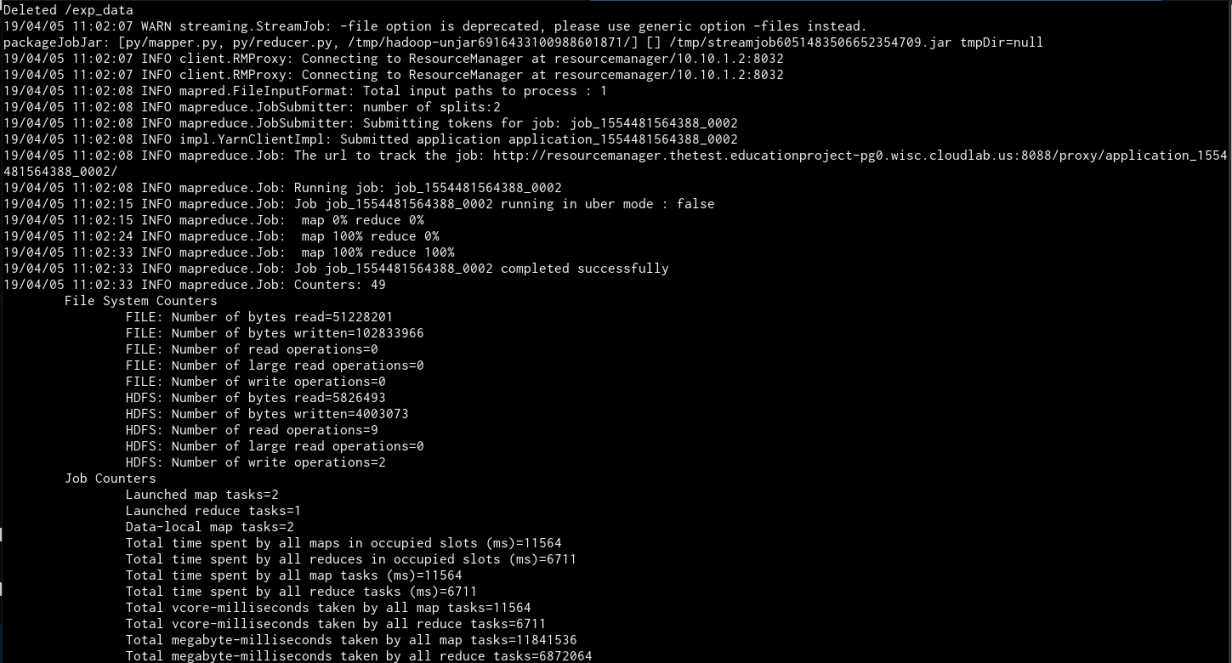 Deleted /exp_data
19/04/05 11:02:07 WARN streaming.StreamJob: -file option is deprecated, please use generic option -files instead.
packageJobJar: [py/mapper.py, py/reducer.py, /tmp/hadoop-unjar6916433100988601871/] [] /tmp/streamjob6051483506652354709.jar tmpDir=null
19/04/05 11:02:07 INFO client.RMProxy: Connecting to ResourceManager at resourcemanager/10.10.1.2:8032
19/04/05 11:02:07 INFO client.RMProxy: Connecting to ResourceManager at resourcemanager/10.10.1.2:8032
19/04/05 11:02:08 INFO mapred.FileInputFormat: Total input paths to process : 1
19/04/05 11:02:08 INFO mapreduce.JobSubmitter: number of splits:2
19/04/05 11:02:08 INFO mapreduce.JobSubmitter: Submitting tokens for job: job_1554481564388_0002
19/04/05 11:02:08 INFO impl.YarnClientImpl: Submitted application application_1554481564388_0002
19/04/05 11:02:08 INFO mapreduce.Job: The url to track the job: http://resourcemanager.thetest.educationproject-pg0.wisc.cloudlab.us:8088/proxy/application_1554
481564388_0002/
19/04/05 11:02:08 INFO mapreduce.Job: Running job: job_1554481564388_0002
19/04/05 11:02:15 INFO mapreduce.Job: Job job_1554481564388_0002 running in uber mode : false
19/04/05 11:02:15 INFO mapreduce.Job:  map 0% reduce 0%
19/04/05 11:02:24 INFO mapreduce.Job:  map 100% reduce 0%
19/04/05 11:02:33 INFO mapreduce.Job:  map 100% reduce 100%
19/04/05 11:02:33 INFO mapreduce.Job: Job job_1554481564388_0002 completed successfully
19/04/05 11:02:33 INFO mapreduce.Job: Counters: 49
File System Counters
FILE: Number of bytes read=51228201
FILE: Number of bytes written=102833966
FILE: Number of read operations=0
FILE: Number of large read operations=0
FILE: Number of write operations=0
HDFS: Number of bytes read=5826493
HDFS: Number of bytes written=4003073
HDFS: Number of read operations=9
HDFS: Number of large read operations=0
HDFS: Number of write operations=2
Job Counters
Launched map tasks=2
Launched reduce tasks=1
Data-local map tasks=2
Total time spent by all maps in occupied slots (ms)=11564
Total time spent by all reduces in occupied slots (ms)=6711
Total time spent by all map tasks (ms)=11564
Total time spent by all reduce tasks (ms)=6711
Total vcore-milliseconds taken by all map tasks=11564
Total vcore-milliseconds taken by all reduce tasks=6711
Total megabyte-milliseconds taken by all map tasks=11841536
Total megabyte-milliseconds taken by all reduce tasks=6872064